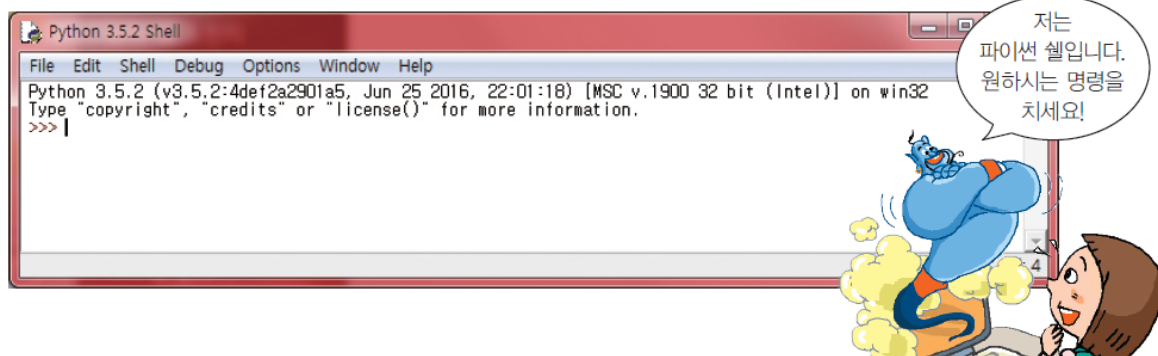 Python 3.5.2 Shell
File Edit Shell Debug Options Window Help
Python 3.5.2 (v3.5.2:4def2a2901a5, Jun 25 2016, 22:01:18) [MSC v.1900 32 bit (Intel)] on win32
Type "copyright", "credits" or "license()" for more information.
>>>
저는
파이썬 쉘입니다.
원하시는 명령을
치세요!
4